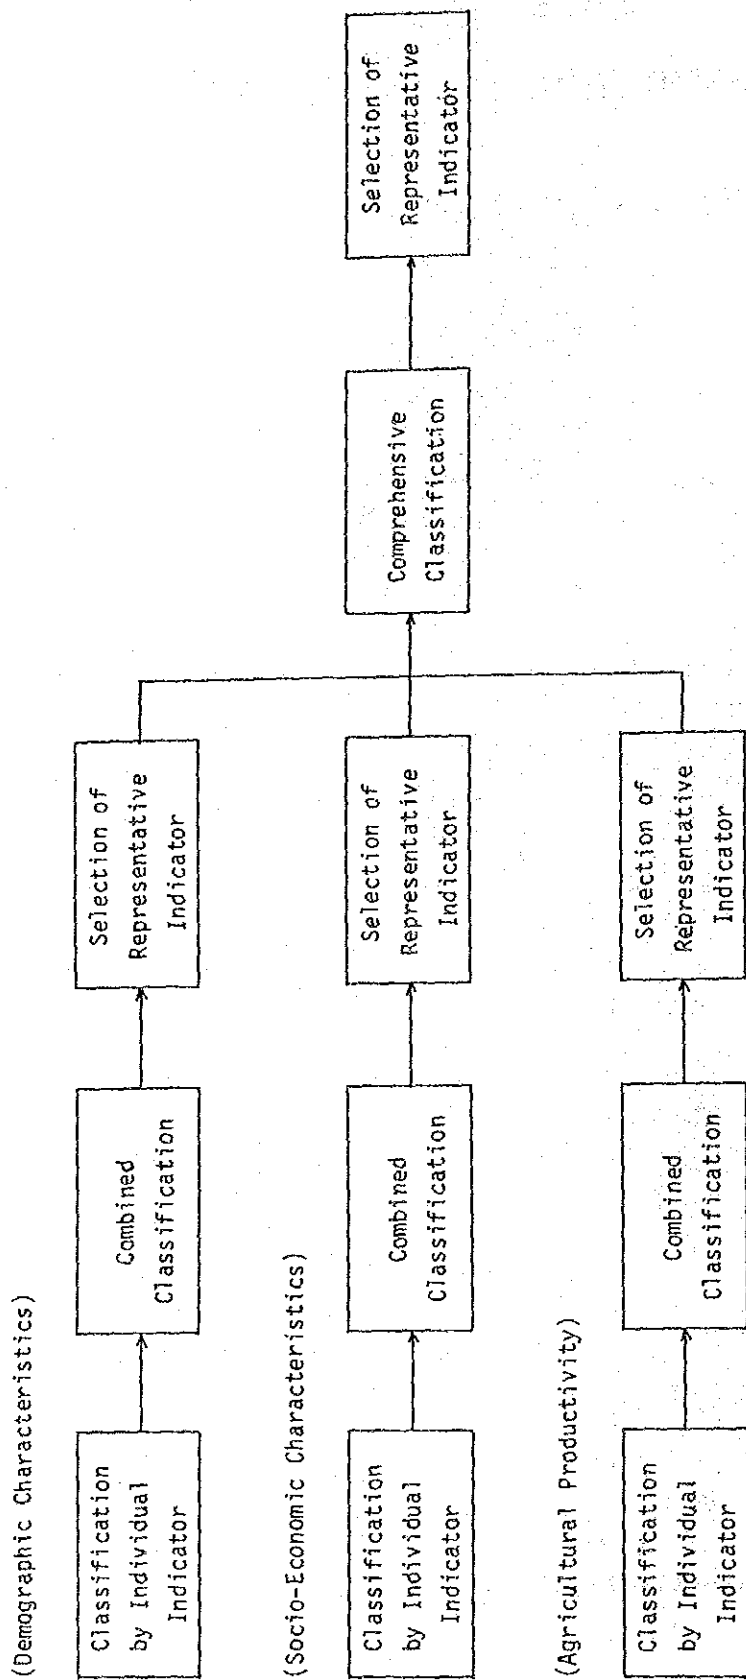 (Demographic Characteristics)
Classification
by Individual
Indicator
Combined
Classification
Selection of
Representative
Indicator
(Socio-Economic Characteristics)
Classification
by Individual
Indicator
Combined
Classification
Selection of
Representative
Indicator
Comprehensive
Classification
Selection of
Representative
Indicator
(Agricultural Productivity)
Classification
by Individual
Indicator
Combined
Classification
Selection of
Representative
Indicator